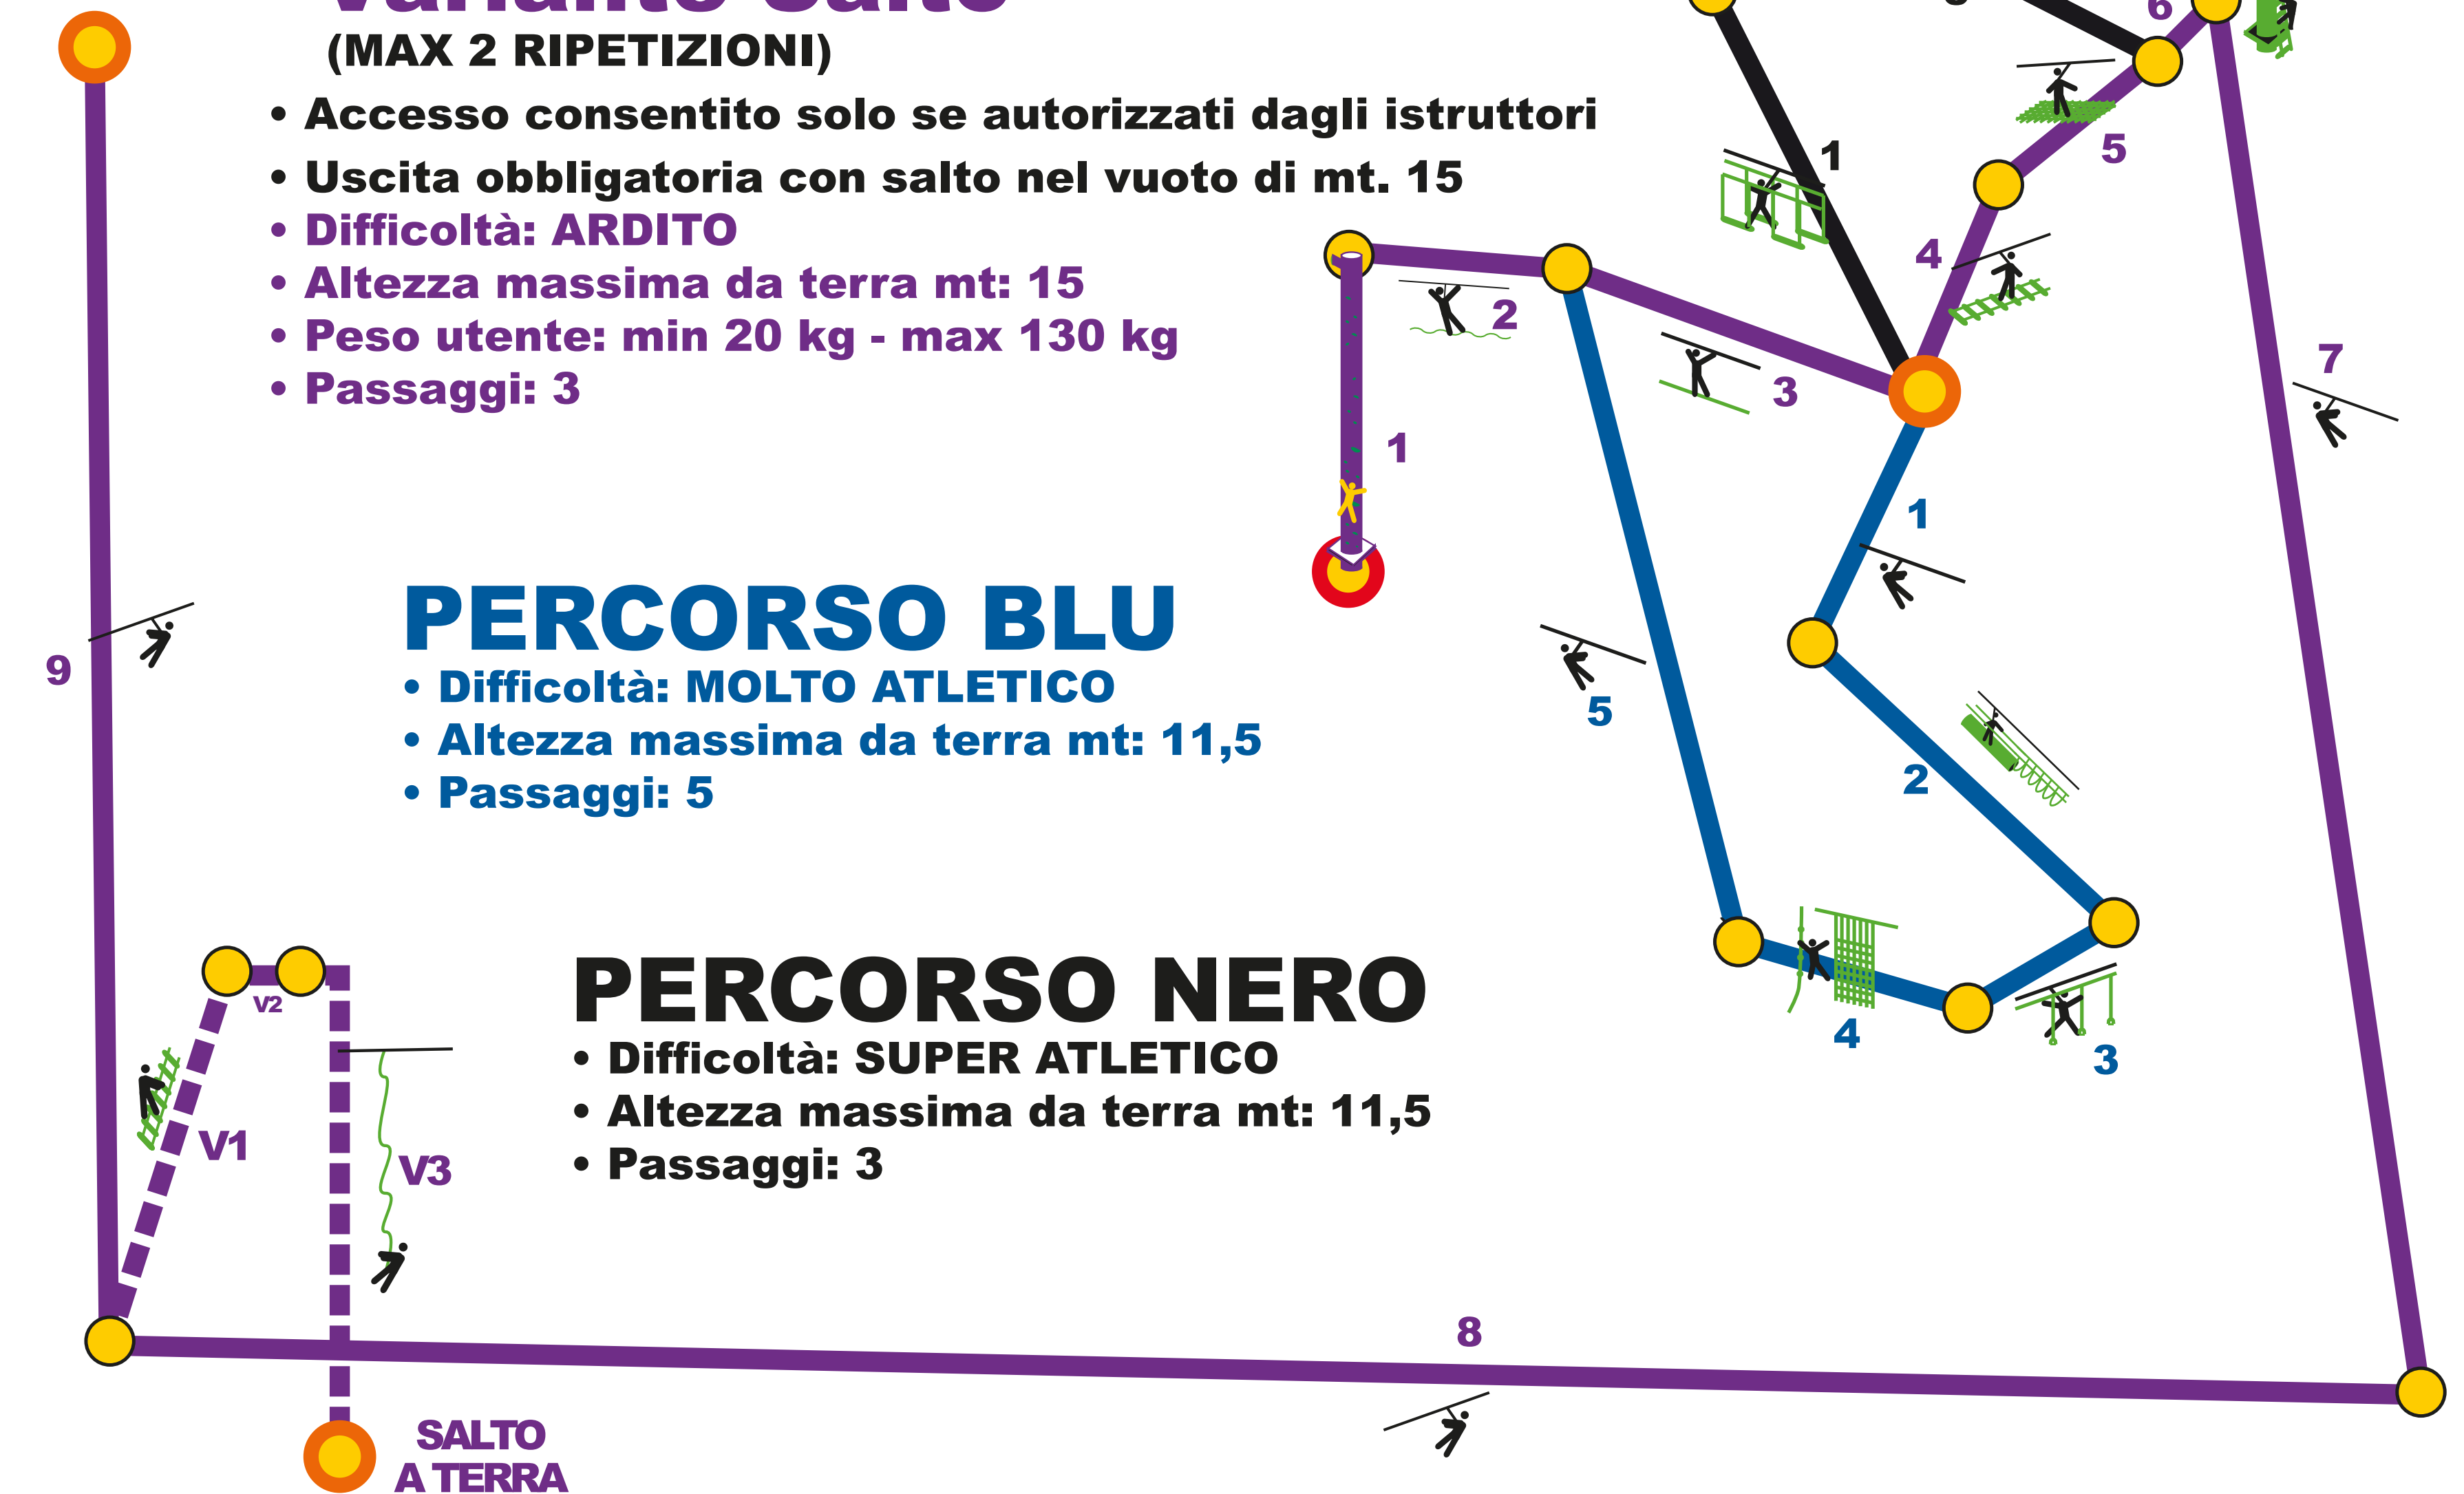 Variante Salto
(MAX 2 RIPETIZIONI)
• Accesso consentito solo se autorizzati dagli istruttori
• Uscita obbligatoria con salto nel vuoto di mt. 15
• Difficoltà: ARDITO
• Altezza massima da terra mt: 15
• Peso utente: min 20 kg - max 130 kg
• Passaggi: 3
6
5
1
4
2
3
7
1
1
PERCORSO BLU
• Difficoltà: MOLTO ATLETICO
• Altezza massima da terra mt: 11,5
• Passaggi: 5
9
5
2
4
3
PERCORSO NERO
• Difficoltà: SUPER ATLETICO
• Altezza massima da terra mt: 11,5
• Passaggi: 3
V2
V1
V3
8
SALTO
A TERRA